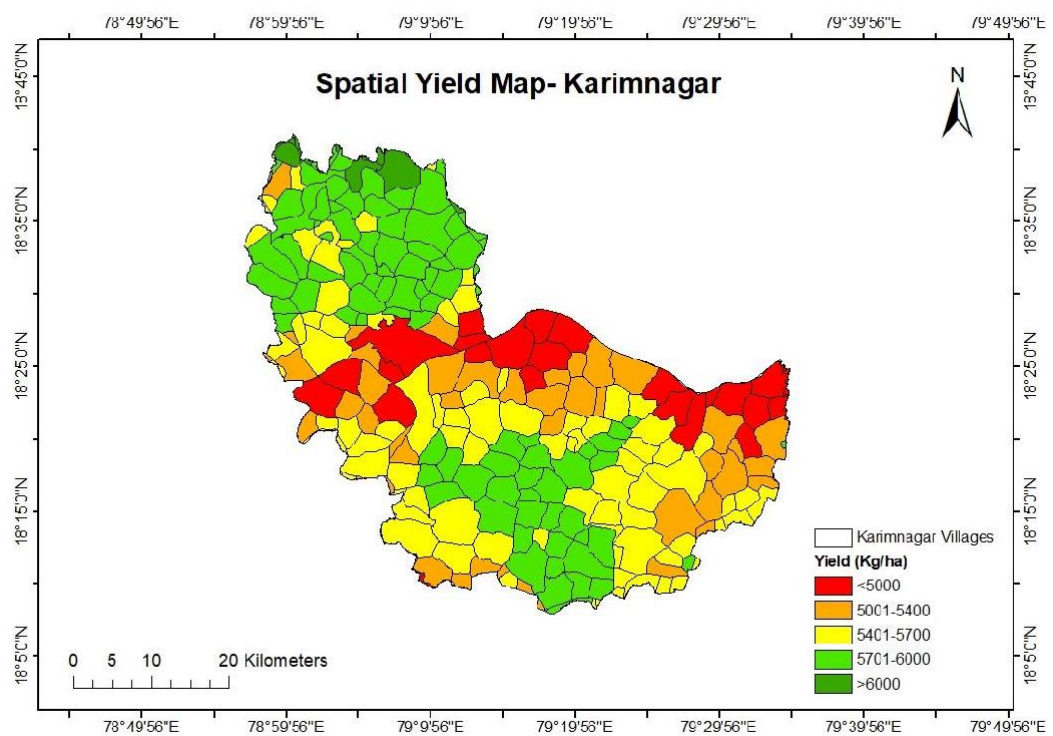 78°49'56"E 78°59'56"E 79°9'56"E 79°19'56"E 79°29'56"E 79°39'56"E 79°49'56"E
Spatial Yield Map- Karimnagar
N
13°45'0"N 13°45'0"N
18°35'0"N 18°35'0"N
18°25'0"N 18°25'0"N
18°15'0"N 18°15'0"N
18°5'0"N 18°5'0"N
Karimnagar Villages
Yield (Kg/ha)
<5000
5001-5400
5401-5700
5701-6000
>6000
0 5 10 20 Kilometers
78°49'56"E 78°59'56"E 79°9'56"E 79°19'56"E 79°29'56"E 79°39'56"E 79°49'56"E